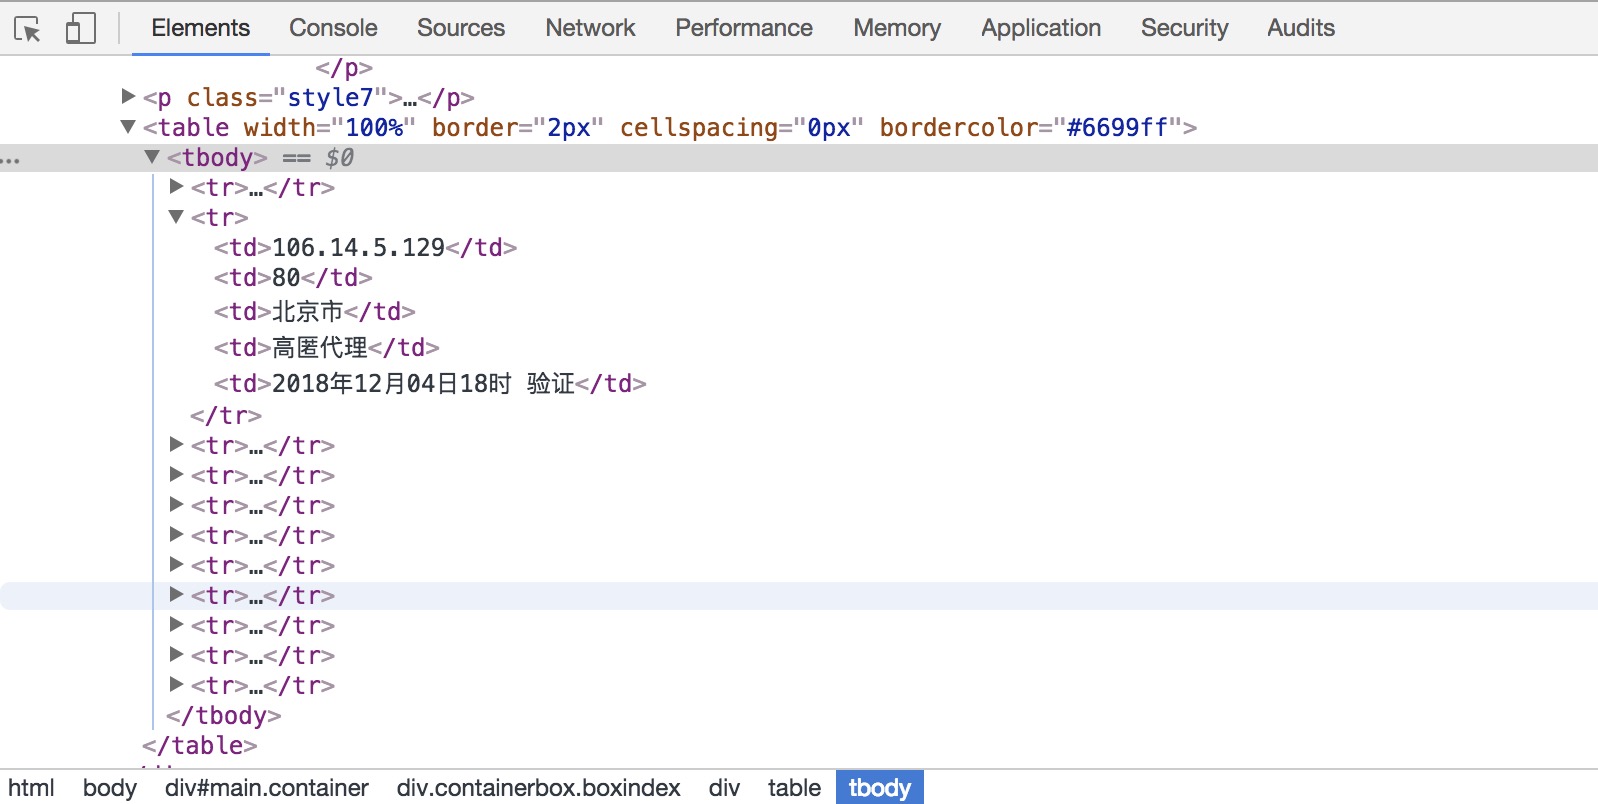 Elements Console Sources Network Performance Memory Application Security Audits
</p>
<p class="style7">…</p>
<table width="100%" border="2px" cellspacing="0px" bordercolor="#6699ff">
… <tbody> == $0
<tr>…</tr>
<tr>
<td>106.14.5.129</td>
<td>80</td>
<td>北京市</td>
<td>高匿代理</td>
<td>2018年12月04日18时 验证</td>
</tr>
<tr>…</tr>
<tr>…</tr>
<tr>…</tr>
<tr>…</tr>
<tr>…</tr>
<tr>…</tr>
<tr>…</tr>
<tr>…</tr>
<tr>…</tr>
</tbody>
</table>
html body div#main.container div.containerbox.boxindex div table tbody